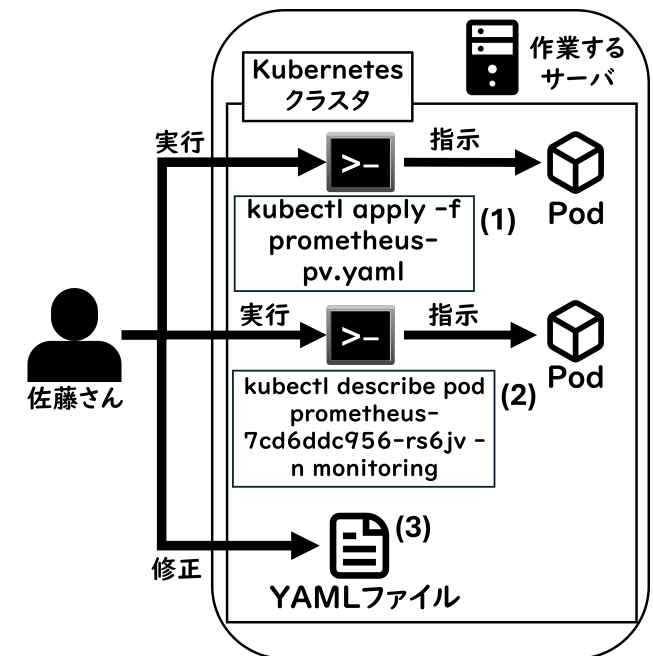 作業する
サーバ
Kubernetes
クラスタ
実行
>-
指示
kubectl apply -f
prometheus-
pv.yaml
(1)
Pod
実行
>-
指示
kubectl describe pod
prometheus-
7cd6ddc956-rs6jv -
n monitoring
(2)
Pod
佐藤さん
(3)
修正
YAMLファイル